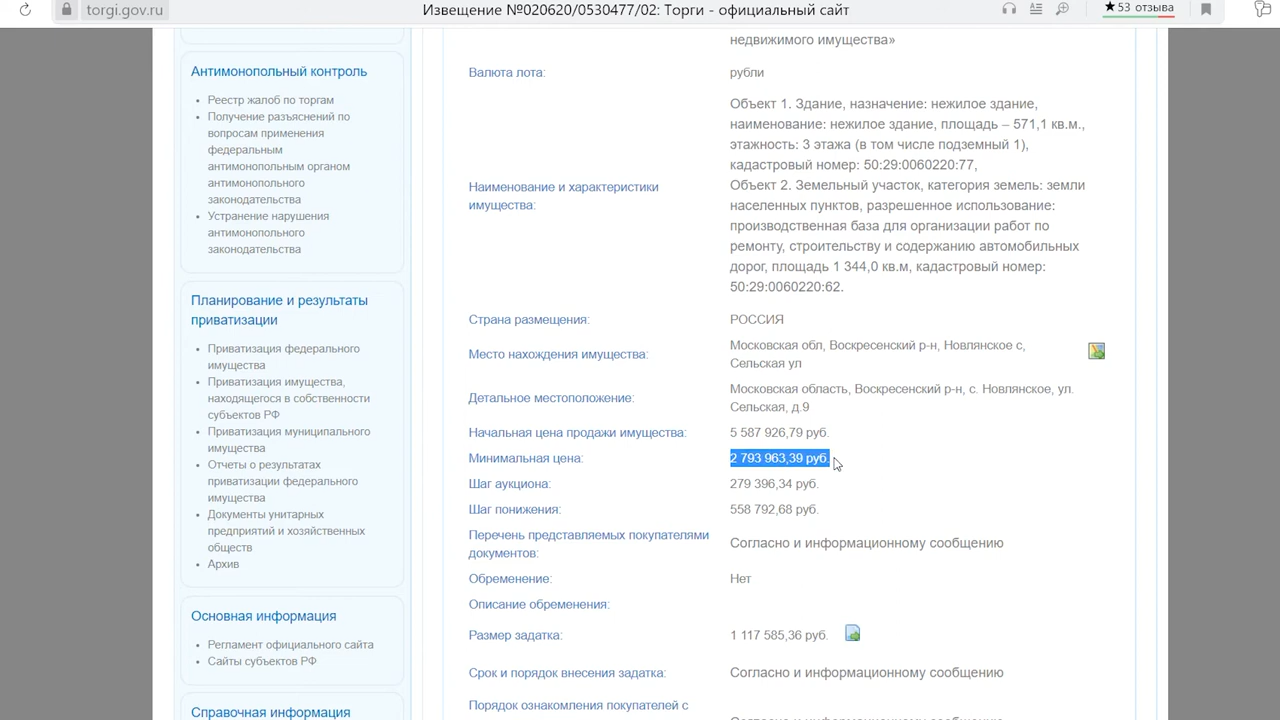 torgi.gov.ru
Извещение №020620/0530477/02: Торги - официальный сайт
★53 отзыва
Антимонопольный контроль
Реестр жалоб по торгам
Получение разъяснений по
вопросам применения
федеральным
антимонопольным органом
антимонопольного
законодательства
Устранение нарушения
антимонопольного
законодательства
Планирование и результаты
приватизации
Приватизация федерального
имущества
Приватизация имущества,
находящегося в собственности
субъектов РФ
Приватизация муниципального
имущества
Отчеты о результатах
приватизации федерального
имущества
Документы унитарных
предприятий и хозяйственных
обществ
Архив
Основная информация
Регламент официального сайта
Сайты субъектов РФ
Справочная информация
недвижимого имущества»
Валюта лота:
рубли
Наименование и характеристики
имущества:
Объект 1. Здание, назначение: нежилое здание,
наименование: нежилое здание, площадь – 571,1 кв.м.,
этажность: 3 этажа (в том числе подземный 1),
кадастровый номер: 50:29:0060220:77,
Объект 2. Земельный участок, категория земель: земли
населенных пунктов, разрешенное использование:
производственная база для организации работ по
ремонту, строительству и содержанию автомобильных
дорог, площадь 1 344,0 кв.м, кадастровый номер:
50:29:0060220:62.
Страна размещения:
РОССИЯ
Место нахождения имущества:
Московская обл, Воскресенский р-н, Новлянское с,
Сельская ул
Детальное местоположение:
Московская область, Воскресенский р-н, с. Новлянское, ул.
Сельская, д.9
Начальная цена продажи имущества:
5 587 926,79 руб.
Минимальная цена:
2 793 963,39 руб.
Шаг аукциона:
279 396,34 руб.
Шаг понижения:
558 792,68 руб.
Перечень представляемых покупателями
документов:
Согласно и информационному сообщению
Обременение:
Нет
Описание обременения:
Размер задатка:
1 117 585,36 руб.
Срок и порядок внесения задатка:
Согласно и информационному сообщению
Порядок ознакомления покупателей с